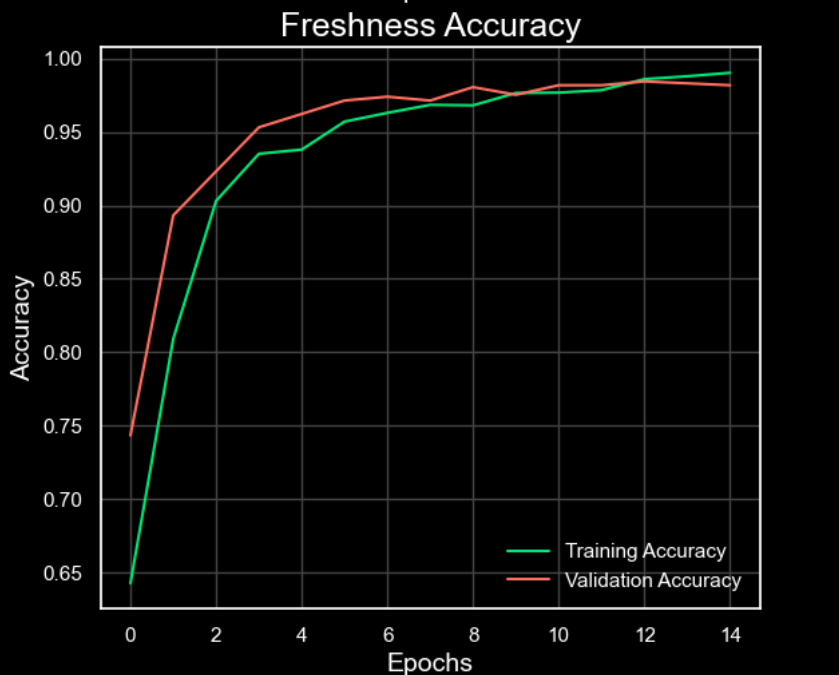 Freshness Accuracy
1.00
0.95
0.90
0.85
0.80
0.75
0.70
0.65
Accuracy
Training Accuracy
Validation Accuracy
0 2 4 6 8 10 12 14
Epochs